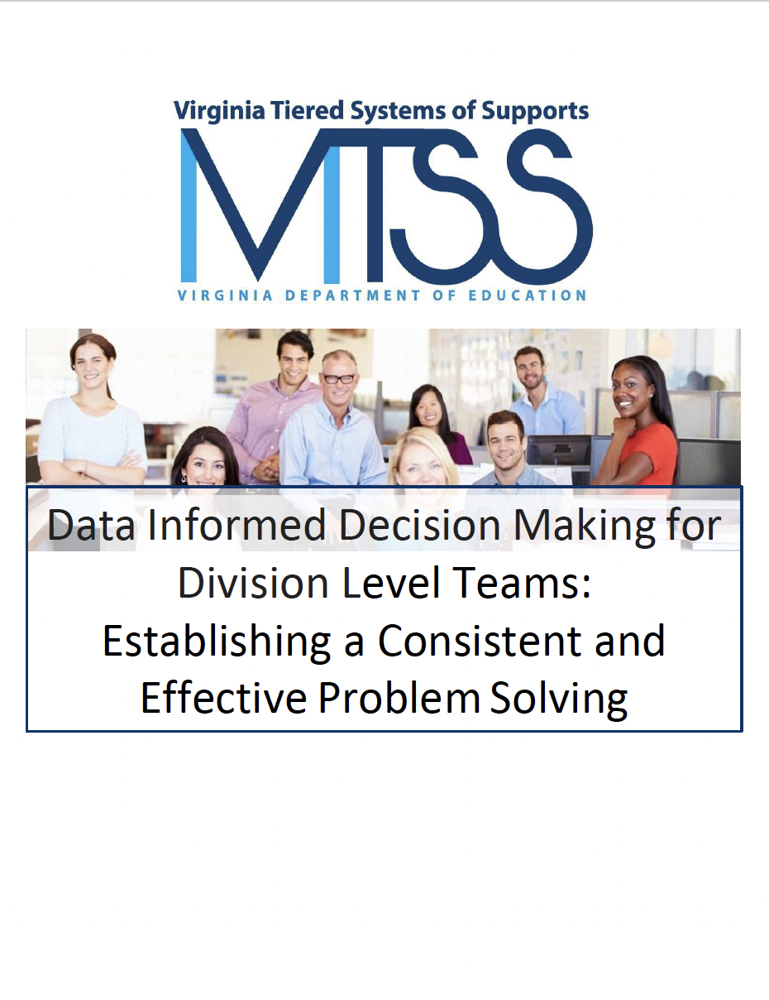 Virginia Tiered Systems of Supports
MTSS
VIRGINIA DEPARTMENT OF EDUCATION
Data Informed Decision Making for
Division Level Teams:
Establishing a Consistent and
Effective Problem Solving